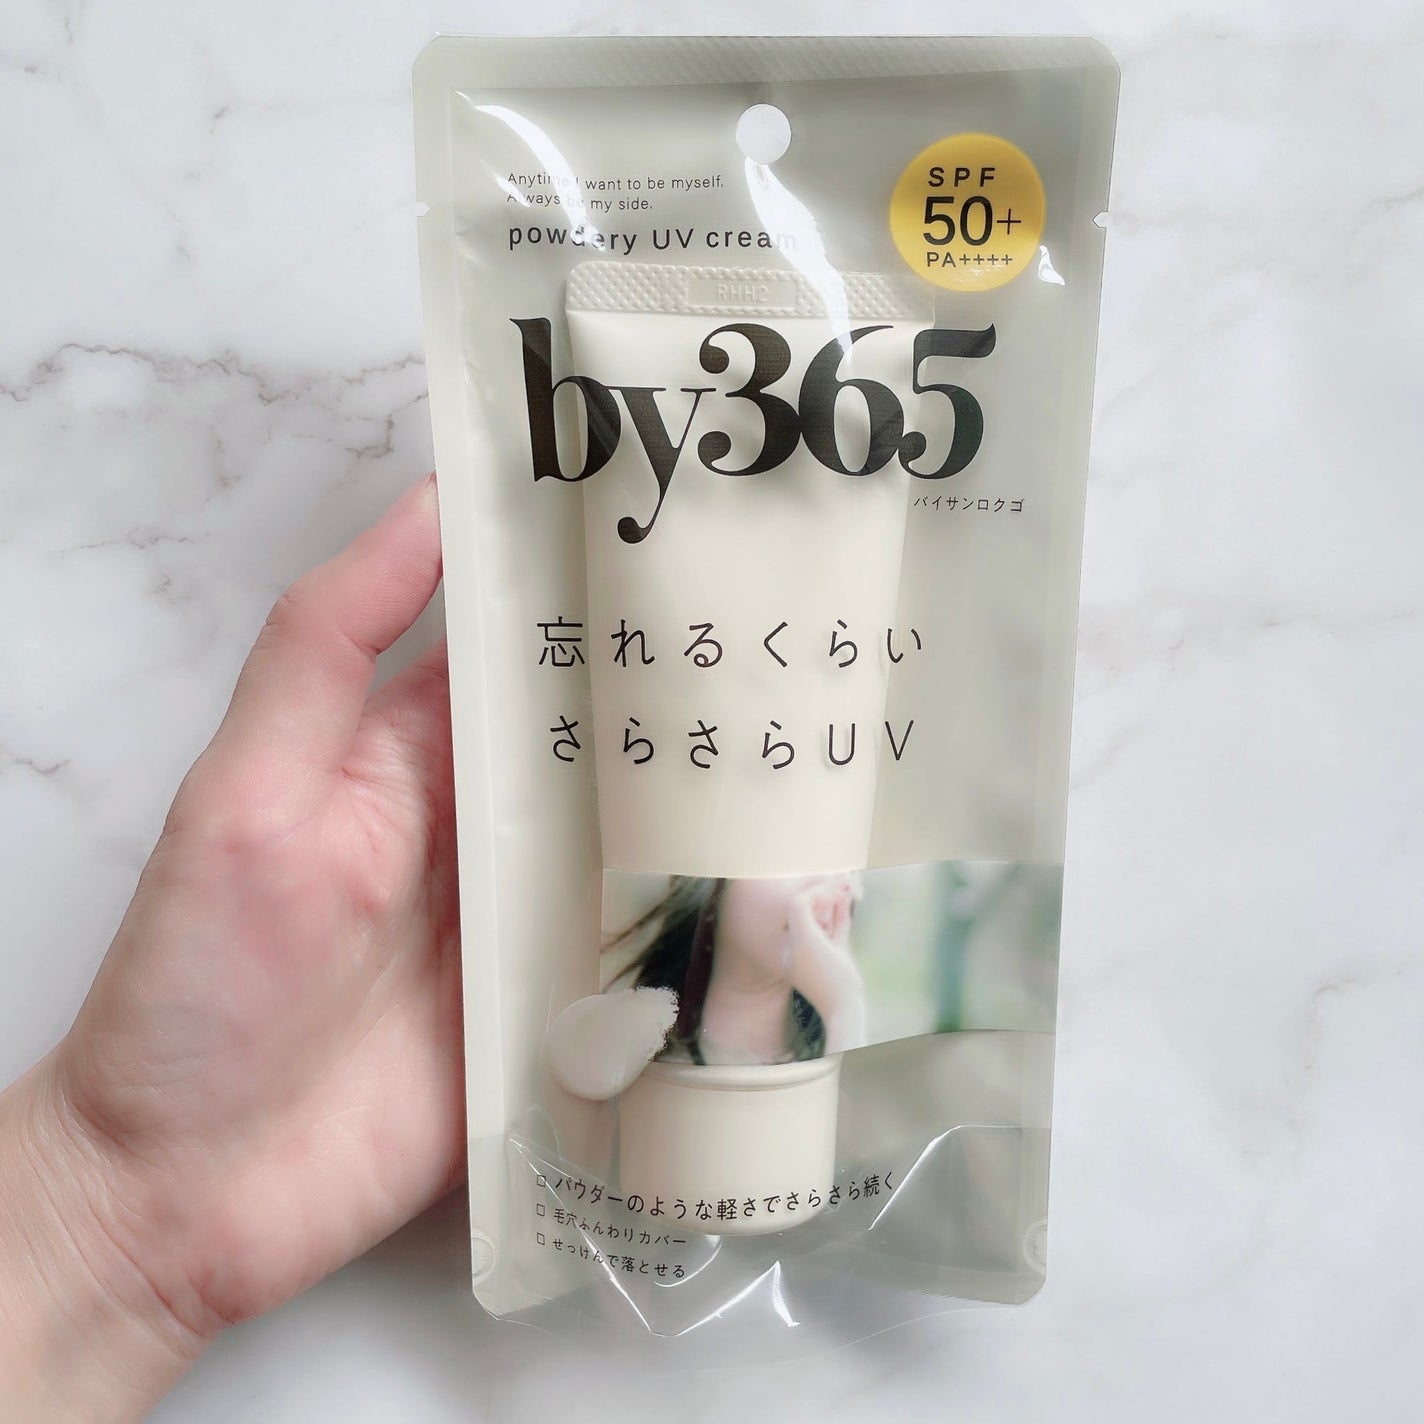 Anytime I want to be myself.
Always be my side.
powdery UV cream
SPF
50+
PA++++
RHH2
by365
バイサンロクゴ
忘れるくらい
さらさらUV
□ パウダーのような軽さでさらさら続く
□ 毛穴ふんわりカバー
□ せっけんで落とせる